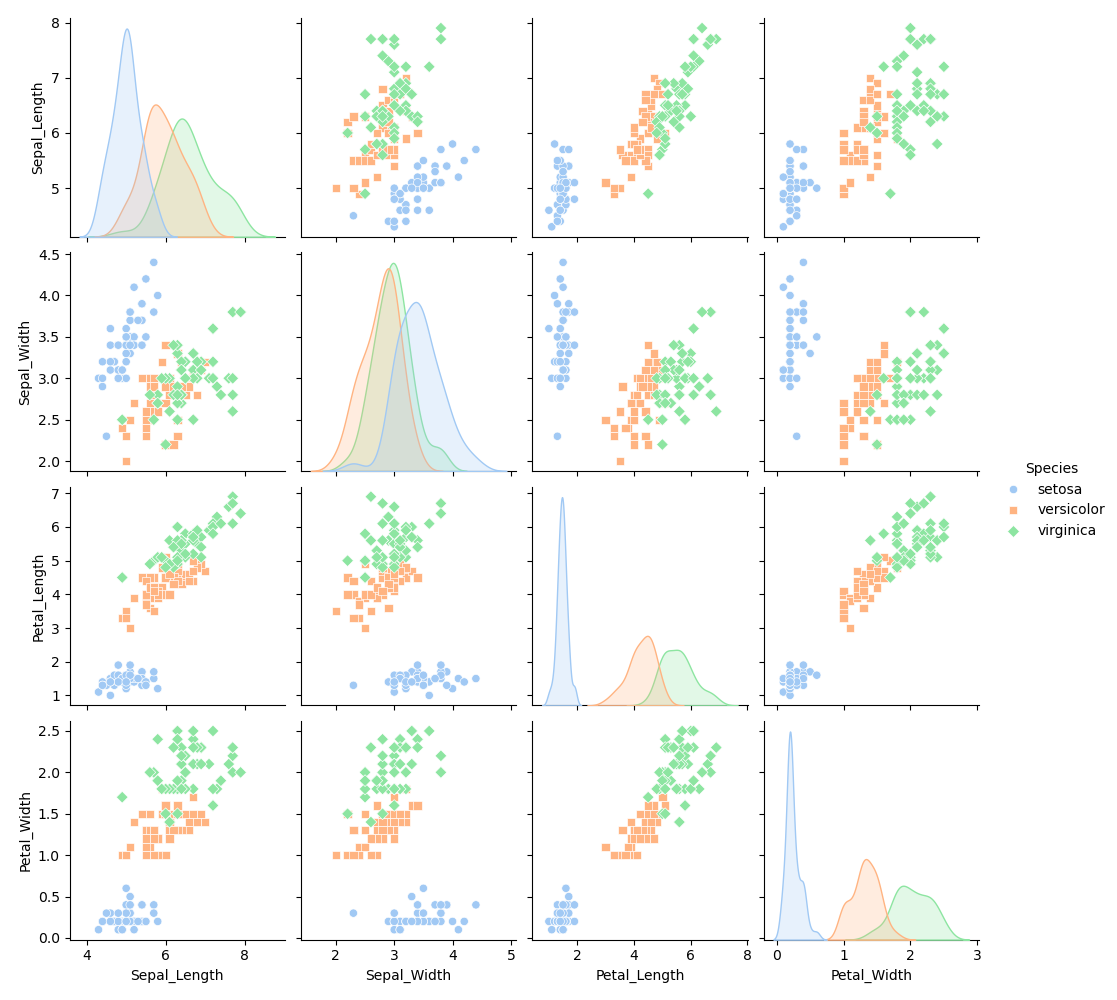 8
7
6
5
Sepal_Length
4.5
4.0
3.5
3.0
2.5
2.0
Sepal_Width
Species
setosa
versicolor
virginica
7
6
5
4
3
2
1
Petal_Length
2.5
2.0
1.5
1.0
0.5
0.0
Petal_Width
4 6 8 2 3 4 5 2 4 6 8 0 1 2 3
Sepal_Length Sepal_Width Petal_Length Petal_Width